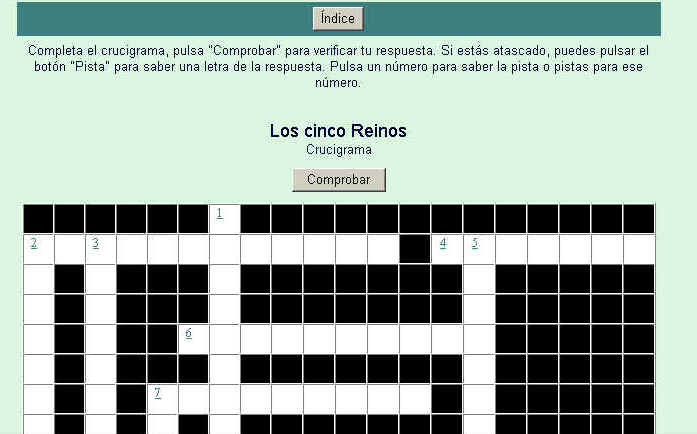 Índice
Completa el crucigrama, pulsa "Comprobar" para verificar tu respuesta. Si estás atascado, puedes pulsar el
botón "Pista" para saber una letra de la respuesta. Pulsa un número para saber la pista o pistas para ese
número.
Los cinco Reinos
Crucigrama
Comprobar
1
2 3 4 5
6
7